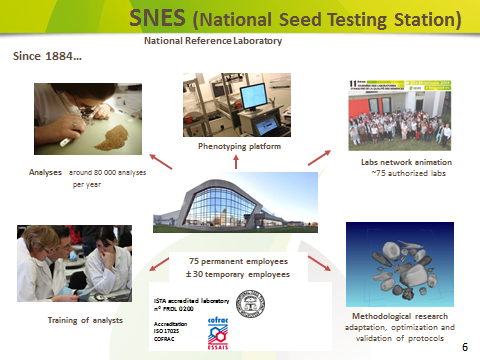 SNES (National Seed Testing Station)
National Reference Laboratory
Since 1884...
Phenotyping platform
Analyses around 80 000 analyses
per year
Labs network animation
~75 authorized labs
75 permanent employees
± 30 temporary employees
ISTA accredited laboratory
n° FRDL 0200
Accreditation
ISO 17025
COFRAC
cofrac
ESSAIS
Training of analysts
Methodological research
adaptation, optimization and
validation of protocols
6